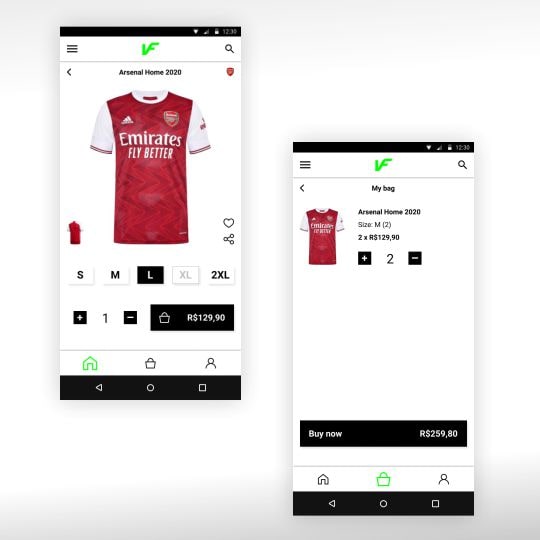 12:30
VF
Arsenal Home 2020
Emirates
FLY BETTER
S M L XL 2XL
+ 1 −
R$129,90
12:30
VF
My bag
Arsenal Home 2020
Size: M (2)
2 x R$129,90
Emirates
FLY BETTER
+ 2 −
Buy now R$259,80